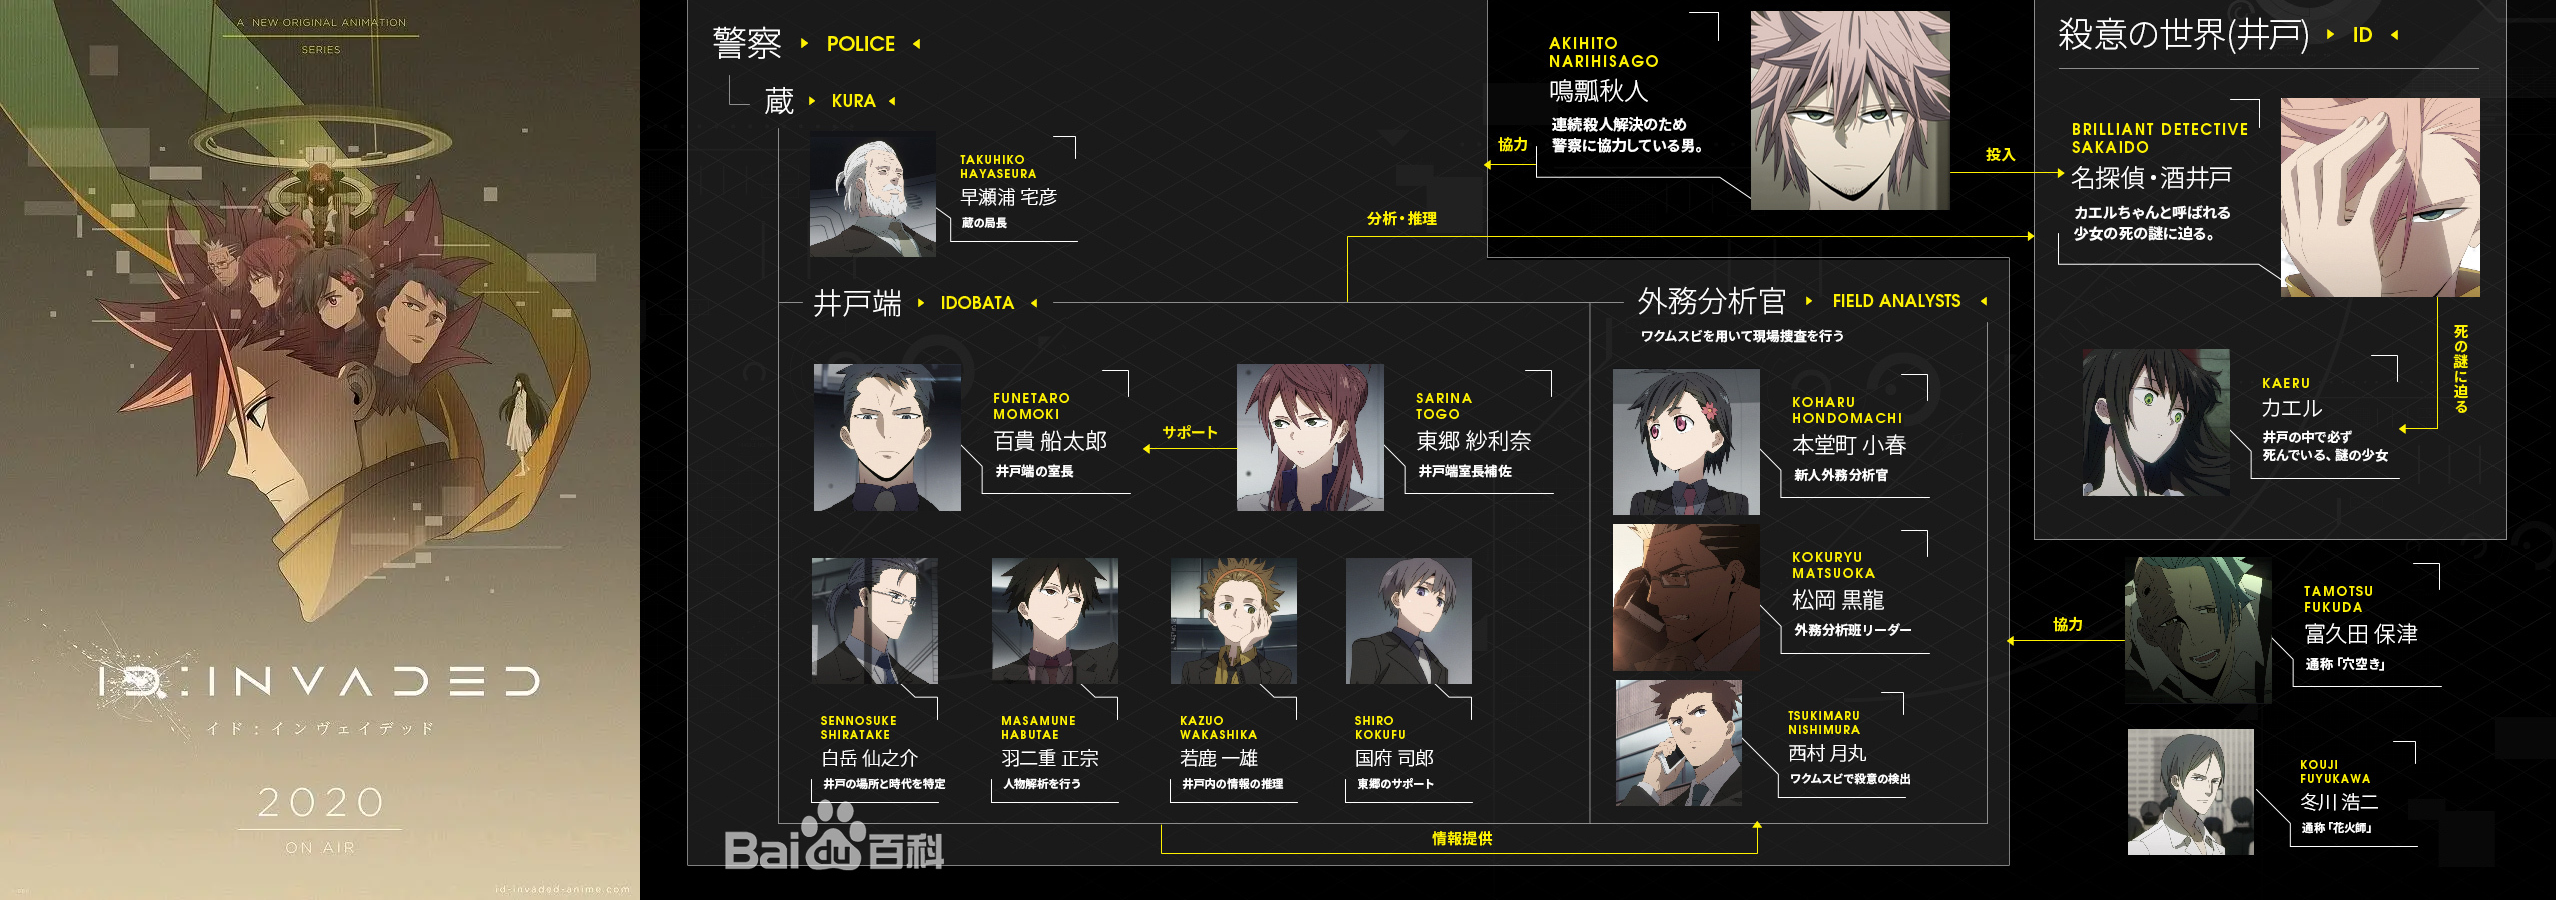 A NEW ORIGINAL ANIMATION
SERIES
ID:INVADED
イド:インヴェイデッド
2020
ON AIR
id-invaded-anime.com
警察 POLICE
蔵 KURA
TAKUHIKO
HAYASEURA
早瀬浦 宅彦
蔵の局長
AKIHITO
NARIHISAGO
鳴瓢秋人
連続殺人解決のため
警察に協力している男。
協力
投入
分析・推理
殺意の世界(井戸) ID
BRILLIANT DETECTIVE
SAKAIDO
名探偵・酒井戸
カエルちゃんと呼ばれる
少女の死の謎に迫る。
死の謎に迫る
KAERU
カエル
井戸の中で必ず
死んでいる、謎の少女
井戸端 IDOBATA
FUNETARO
MOMOKI
百貴 船太郎
井戸端の室長
サポート
SARINA
TOGO
東郷 紗利奈
井戸端室長補佐
SENNOSUKE
SHIRATAKE
白岳 仙之介
井戸の場所と時代を特定
MASAMUNE
HABUTAE
羽二重 正宗
人物解析を行う
KAZUO
WAKASHIKA
若鹿 一雄
井戸内の情報の推理
SHIRO
KOKUFU
国府 司郎
東郷のサポート
外務分析官 FIELD ANALYSTS
ワクムスビを用いて現場捜査を行う
KOHARU
HONDOMACHI
本堂町 小春
新人外務分析官
KOKURYU
MATSUOKA
松岡 黒龍
外務分析班リーダー
TSUKIMARU
NISHIMURA
西村 月丸
ワクムスビで殺意の検出
情報提供
協力
TAMOTSU
FUKUDA
富久田 保津
通称「穴空き」
KOUJI
FUYUKAWA
冬川 浩二
通称「花火師」
Baidu百科